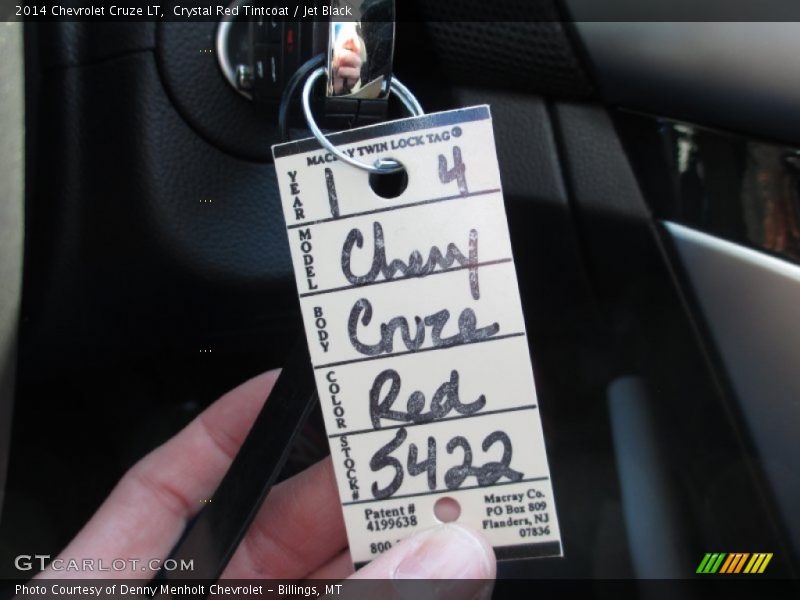 2014 Chevrolet Cruze LT,  Crystal Red Tintcoat / Jet Black
MACRAY TWIN LOCK TAG®
YEAR 1 4
MODEL Chevy
BODY Cruze
COLOR Red
STOCK# 5422
Patent #
4199638
800-
Macray Co.
PO Box 809
Flanders, NJ
07836
GTCARLOT.COM
Photo Courtesy of Denny Menholt Chevrolet – Billings, MT